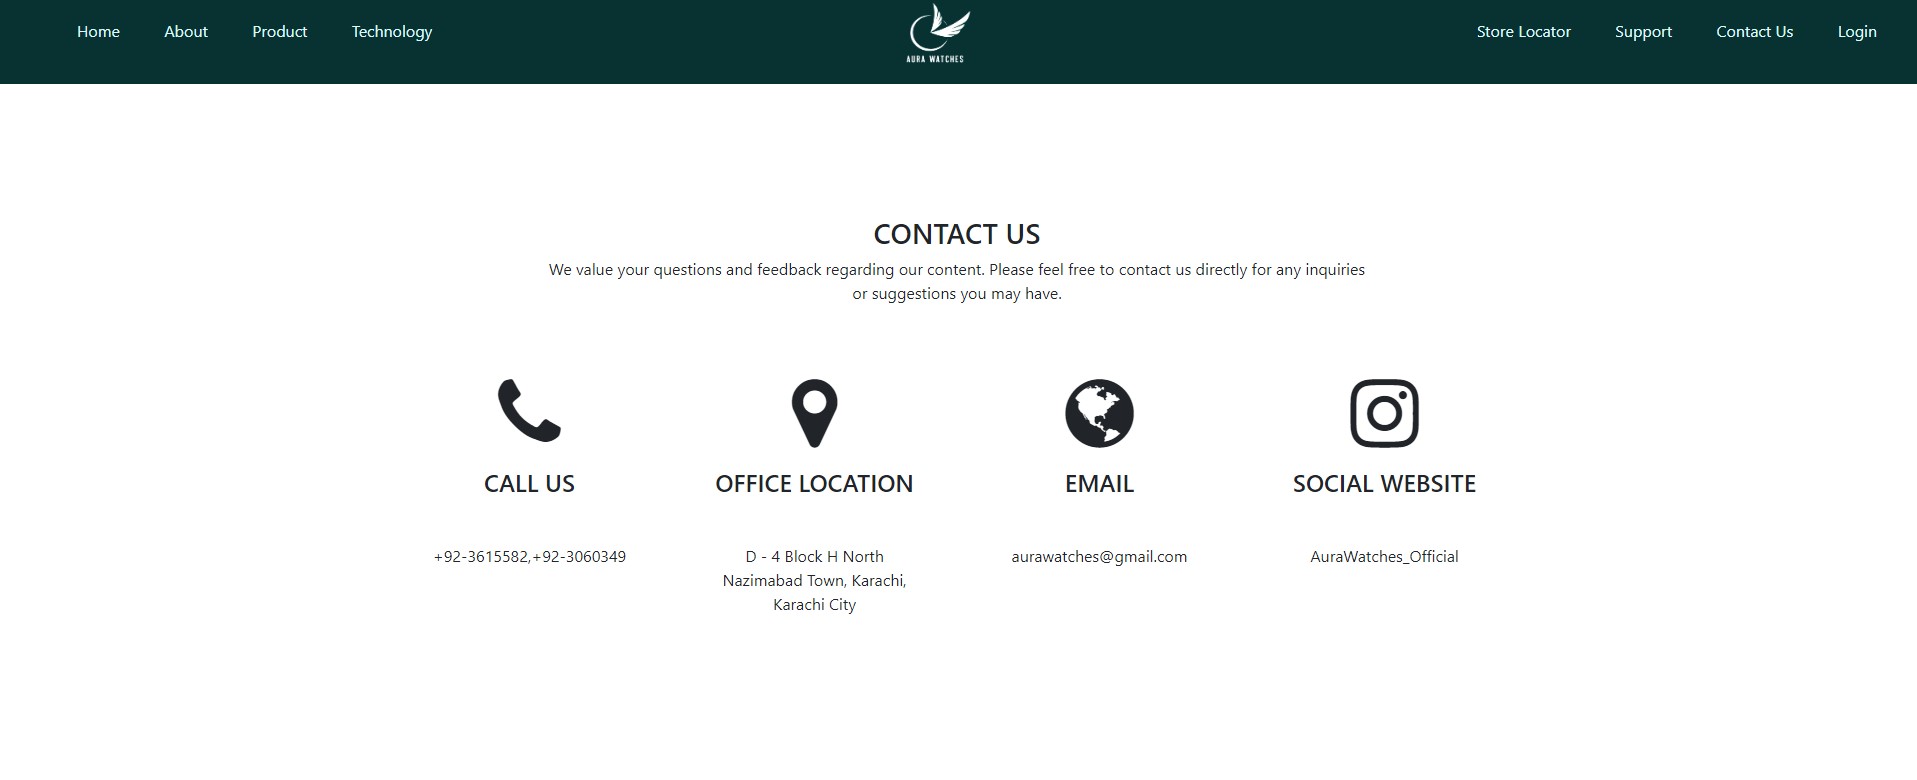 Home About Product Technology
AURA WATCHES
Store Locator Support Contact Us Login
CONTACT US
We value your questions and feedback regarding our content. Please feel free to contact us directly for any inquiries
or suggestions you may have.
CALL US
+92-3615582,+92-3060349
OFFICE LOCATION
D - 4 Block H North
Nazimabad Town, Karachi,
Karachi City
EMAIL
aurawatches@gmail.com
SOCIAL WEBSITE
AuraWatches_Official